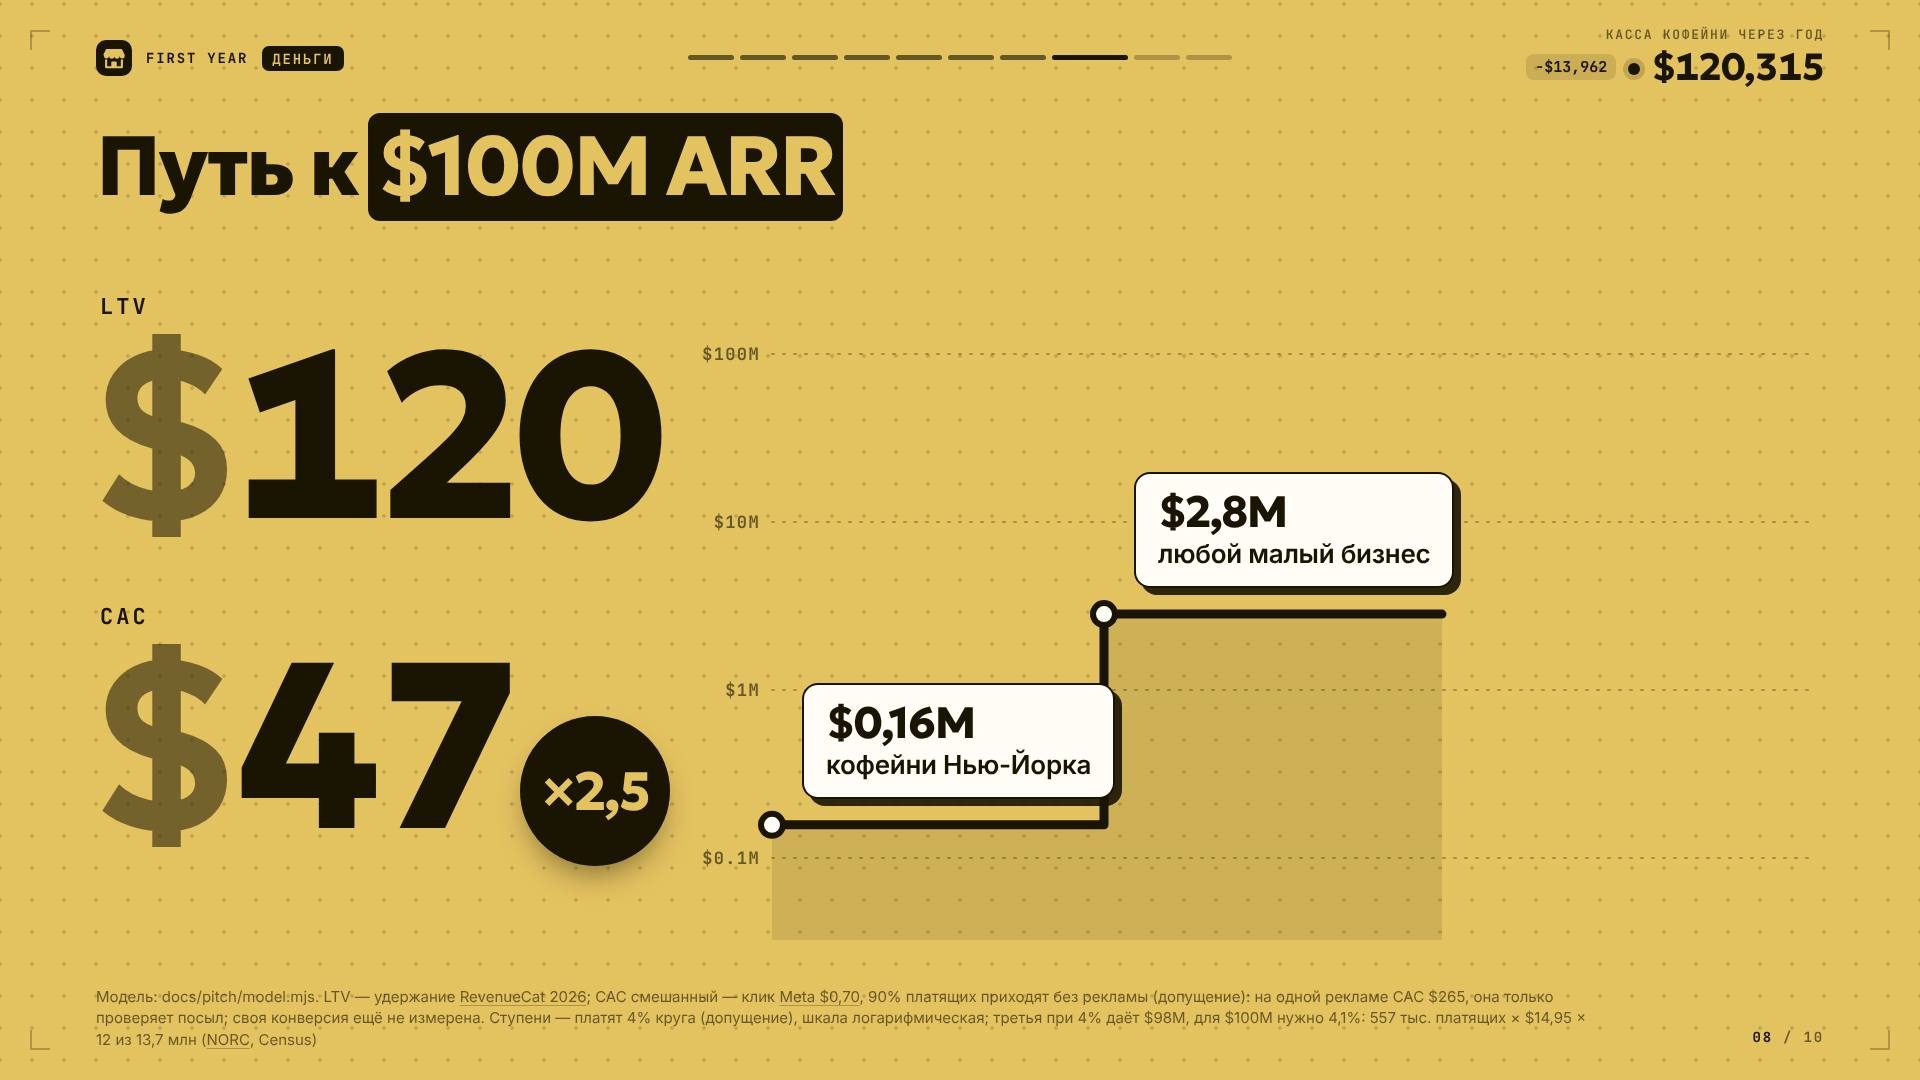 FIRST YEAR ДЕНЬГИ
КАССА КОФЕЙНИ ЧЕРЕЗ ГОД
-$13,962 $120,315
Путь к $100M ARR
LTV
$120
CAC
$47
×2,5
$100M
$10M
$1M
$0.1M
$2,8M
любой малый бизнес
$0,16M
кофейни Нью-Йорка
Модель: docs/pitch/model.mjs. LTV — удержание RevenueCat 2026; CAC смешанный — клик Meta $0,70, 90% платящих приходят без рекламы (допущение): на одной рекламе CAC $265, она только
проверяет посыл; своя конверсия ещё не измерена. Ступени — платят 4% круга (допущение), шкала логарифмическая; третья при 4% даёт $98M, для $100M нужно 4,1%: 557 тыс. платящих × $14,95 ×
12 из 13,7 млн (NORC, Census)
08 / 10